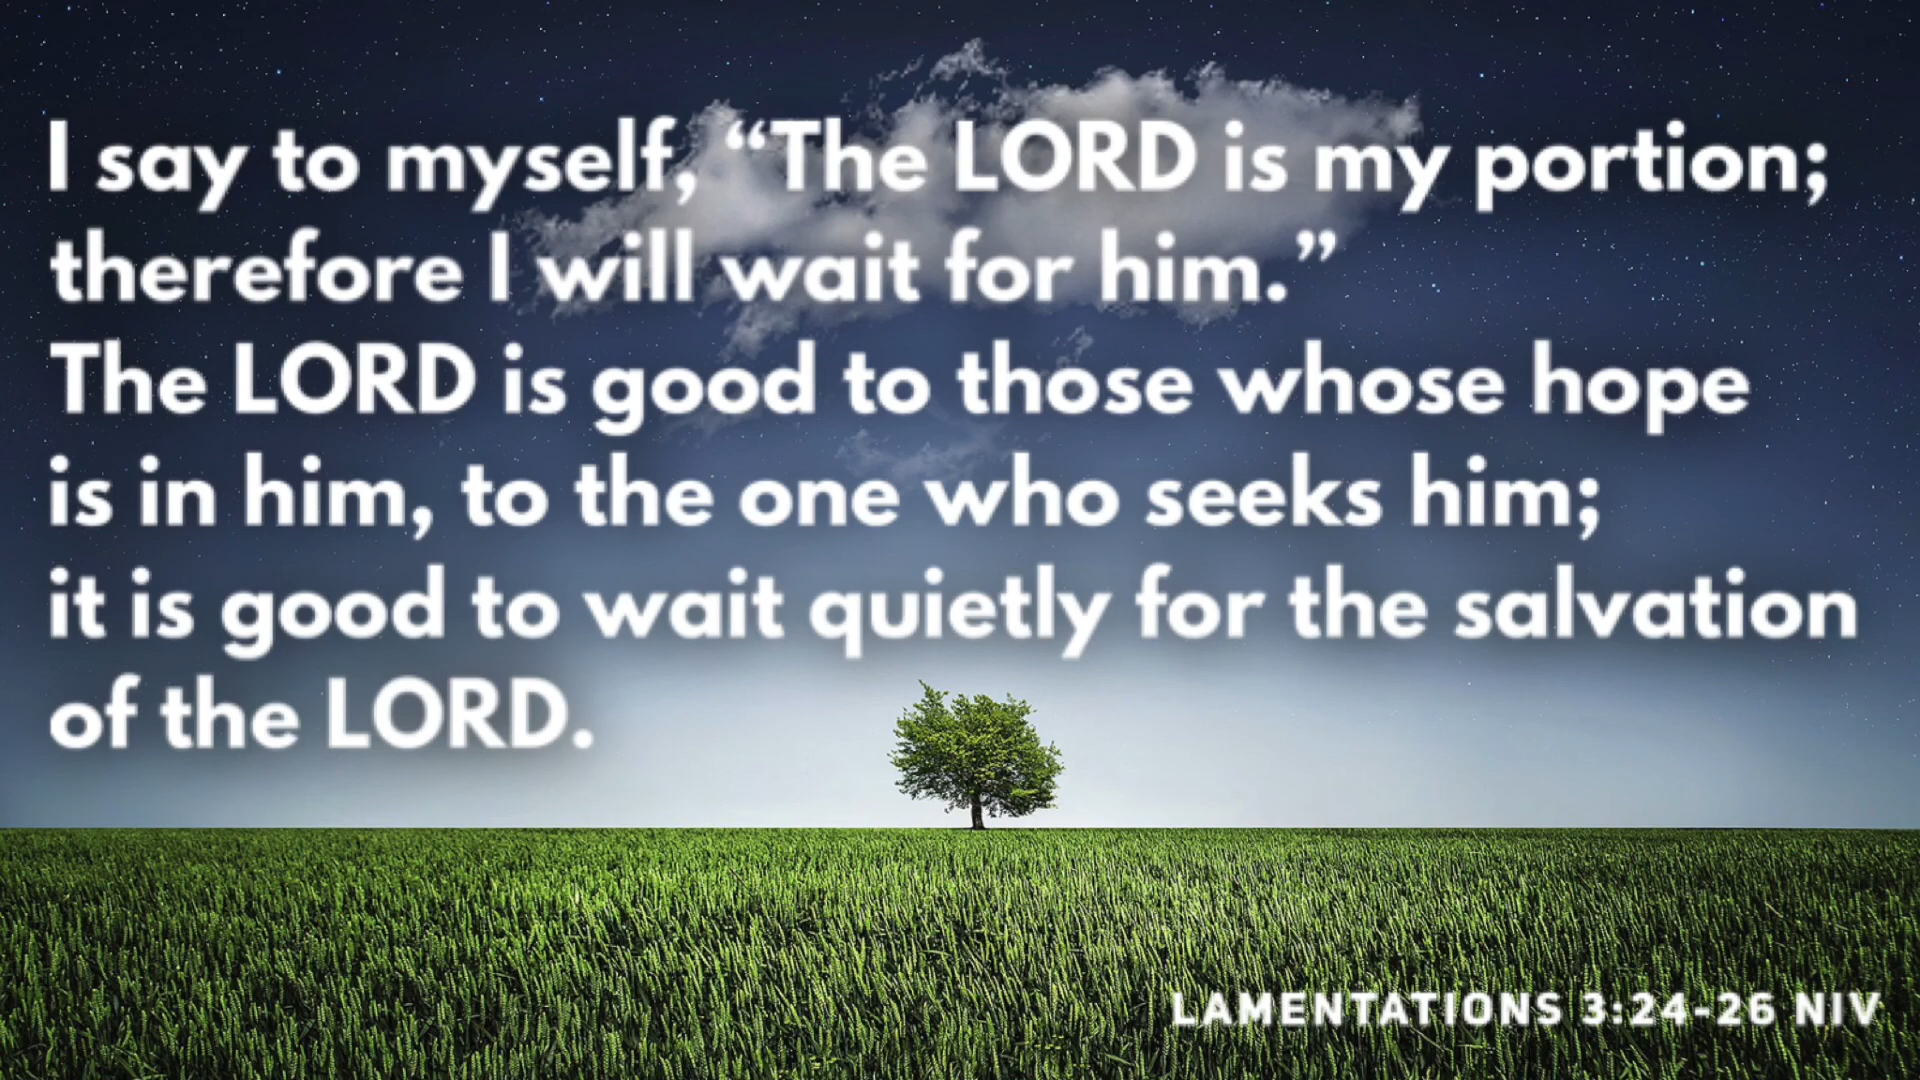 I say to myself, “The LORD is my portion;
therefore I will wait for him.”
The LORD is good to those whose hope
is in him, to the one who seeks him;
it is good to wait quietly for the salvation
of the LORD.
LAMENTATIONS 3:24-26 NIV